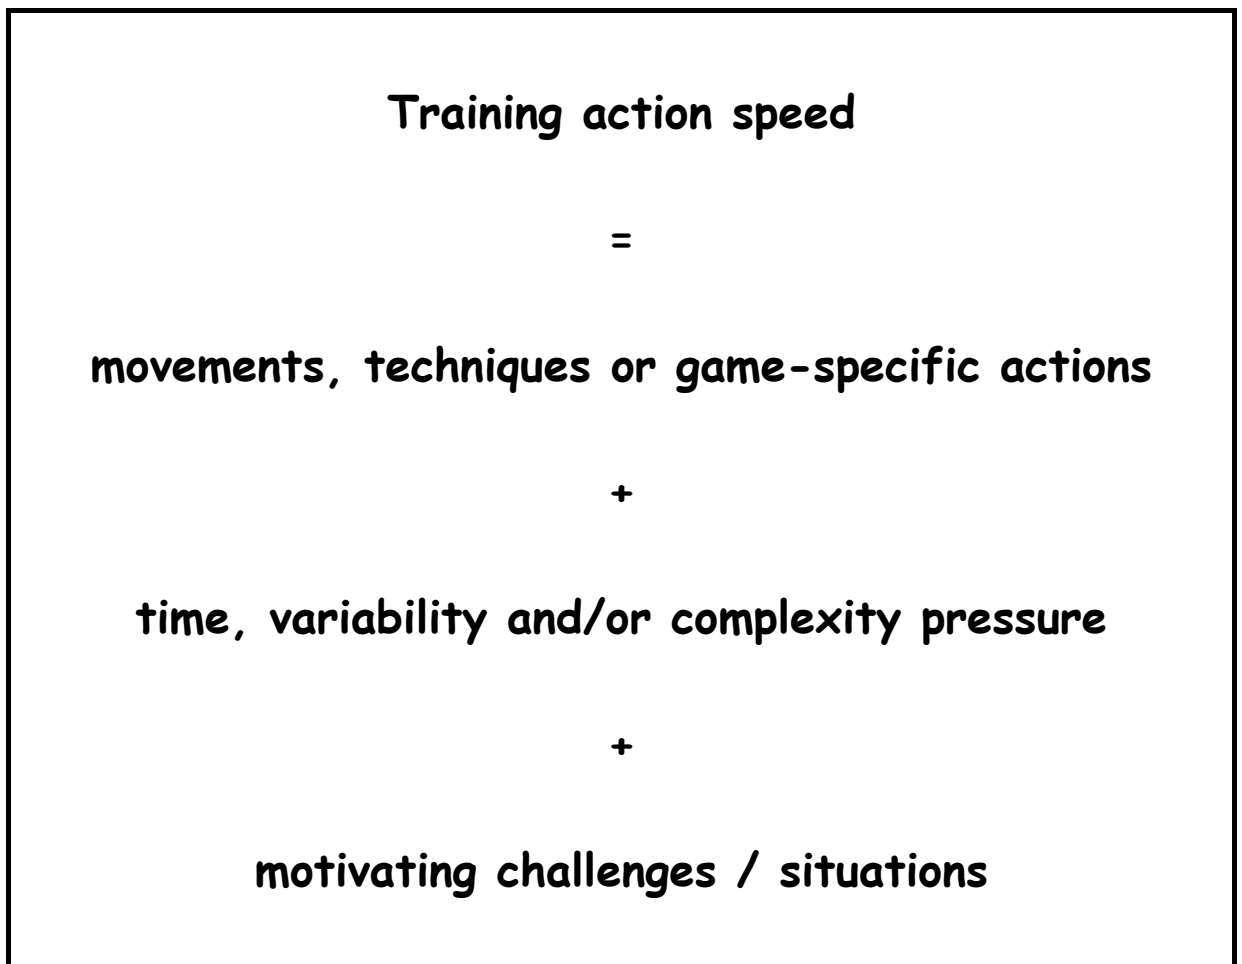 Training action speed
=
movements, techniques or game-specific actions
+
time, variability and/or complexity pressure
+
motivating challenges / situations